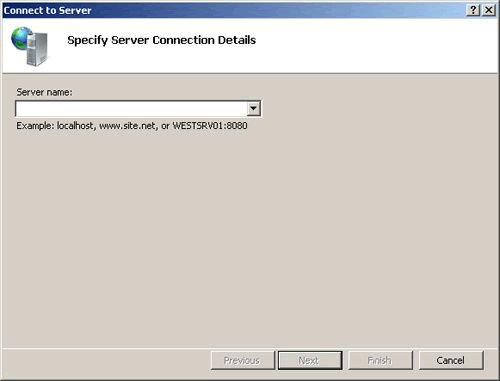 Connect to Server
Specify Server Connection Details
Server name:
Example: localhost, www.site.net, or WESTSRV01:8080
Previous Next Finish Cancel